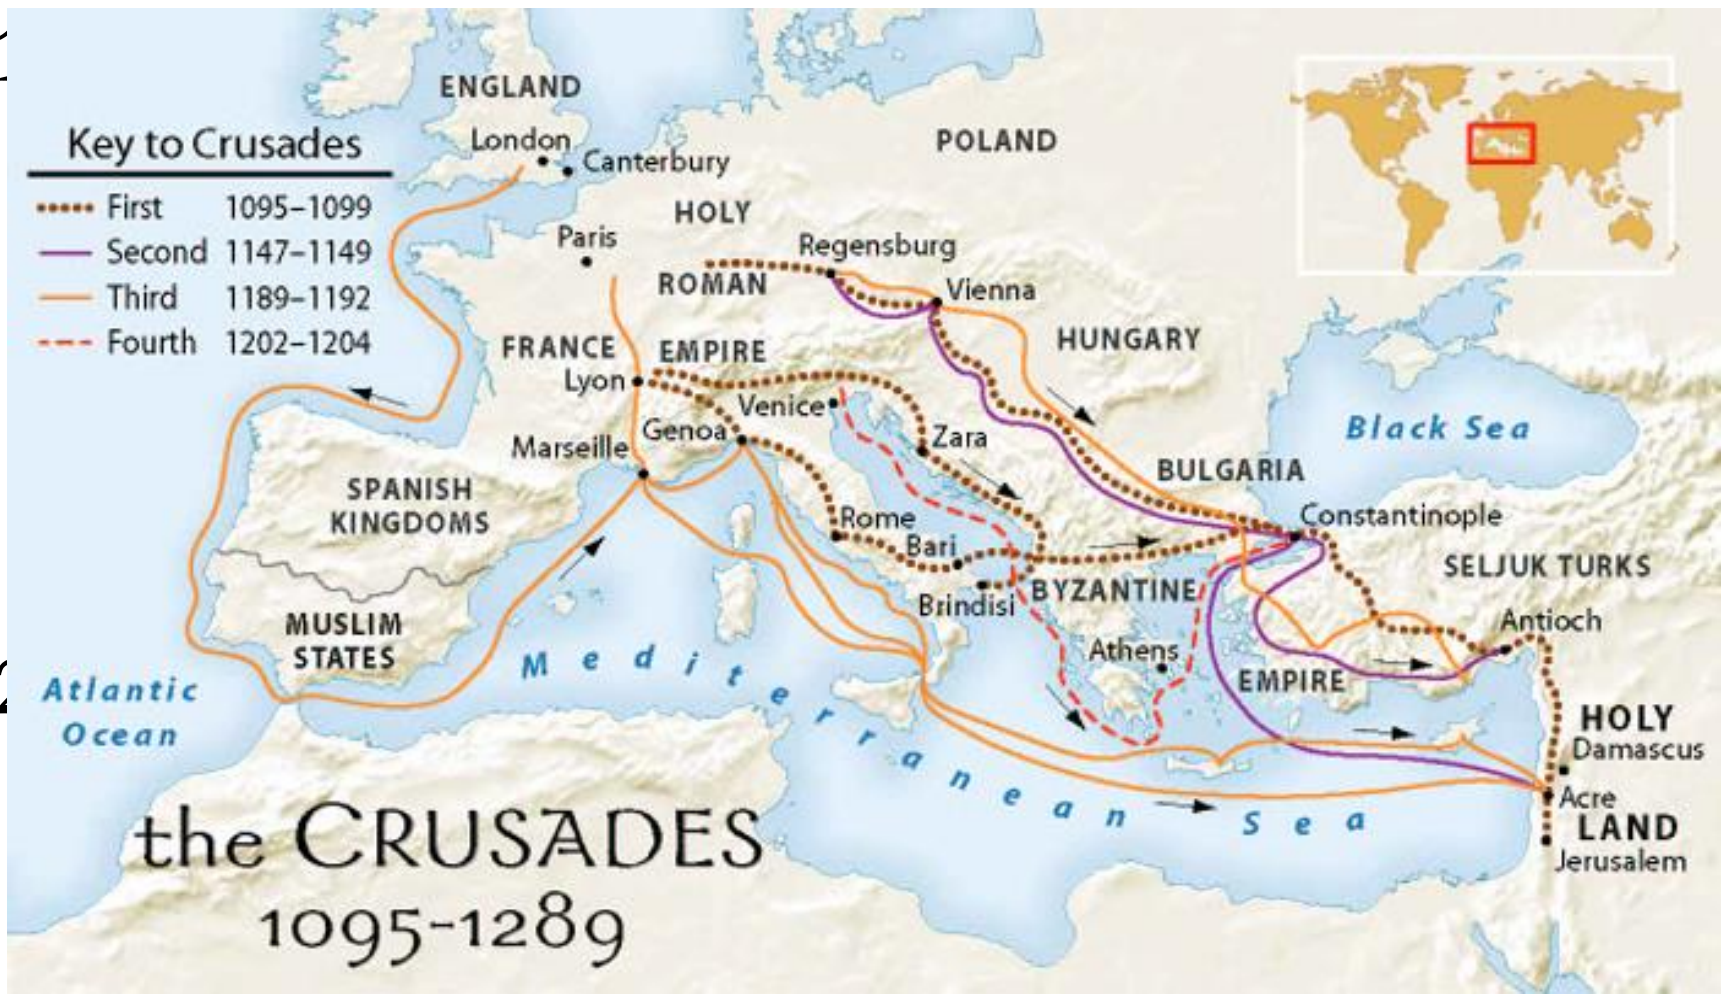 ENGLAND
London
Canterbury
POLAND
Key to Crusades
First 1095–1099
Second 1147–1149
Third 1189–1192
Fourth 1202–1204
HOLY
Paris
Regensburg
ROMAN
Vienna
HUNGARY
FRANCE
EMPIRE
Lyon
Venice
Genoa
Zara
Black Sea
Marseille
BULGARIA
SPANISH
KINGDOMS
Rome
Bari
Constantinople
SELJUK TURKS
BYZANTINE
Brindisi
MUSLIM
STATES
Athens
Antioch
EMPIRE
Atlantic
Ocean
Mediterranean Sea
HOLY
Damascus
Acre
LAND
Jerusalem
the CRUSADES
1095-1289